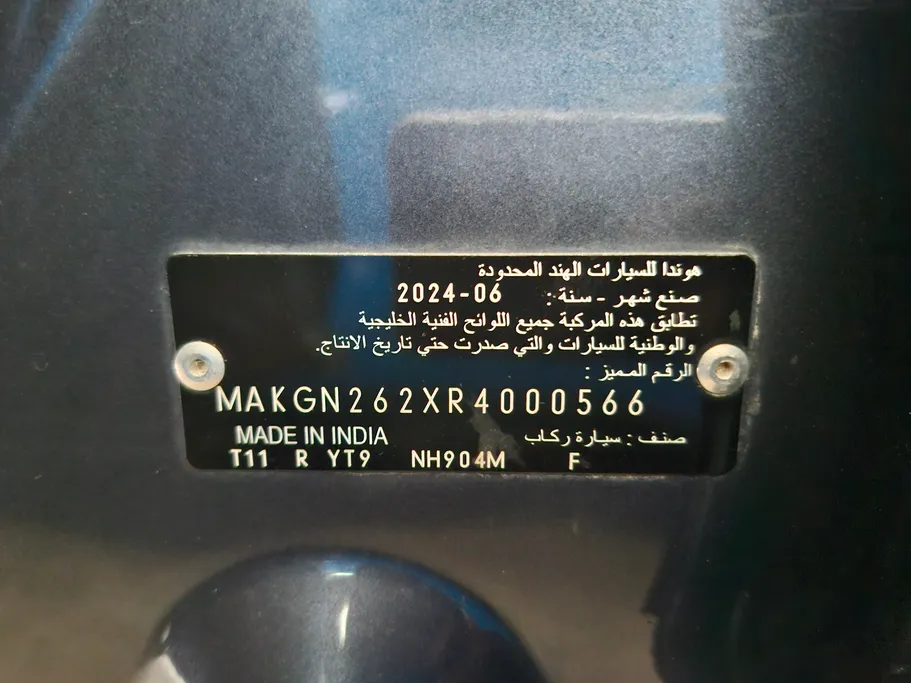 هوندا للسيارات الهند المحدودة
صنع شهر - سنة: 2024-06
تطابق هذه المركبة جميع اللوائح الفنية الخليجية
والوطنية للسيارات والتي صدرت حتي تاريخ الانتاج.
الرقم المميز :
MAKGN262XR4000566
MADE IN INDIA صنف : سيارة ركاب
T11 R YT9 NH904M F